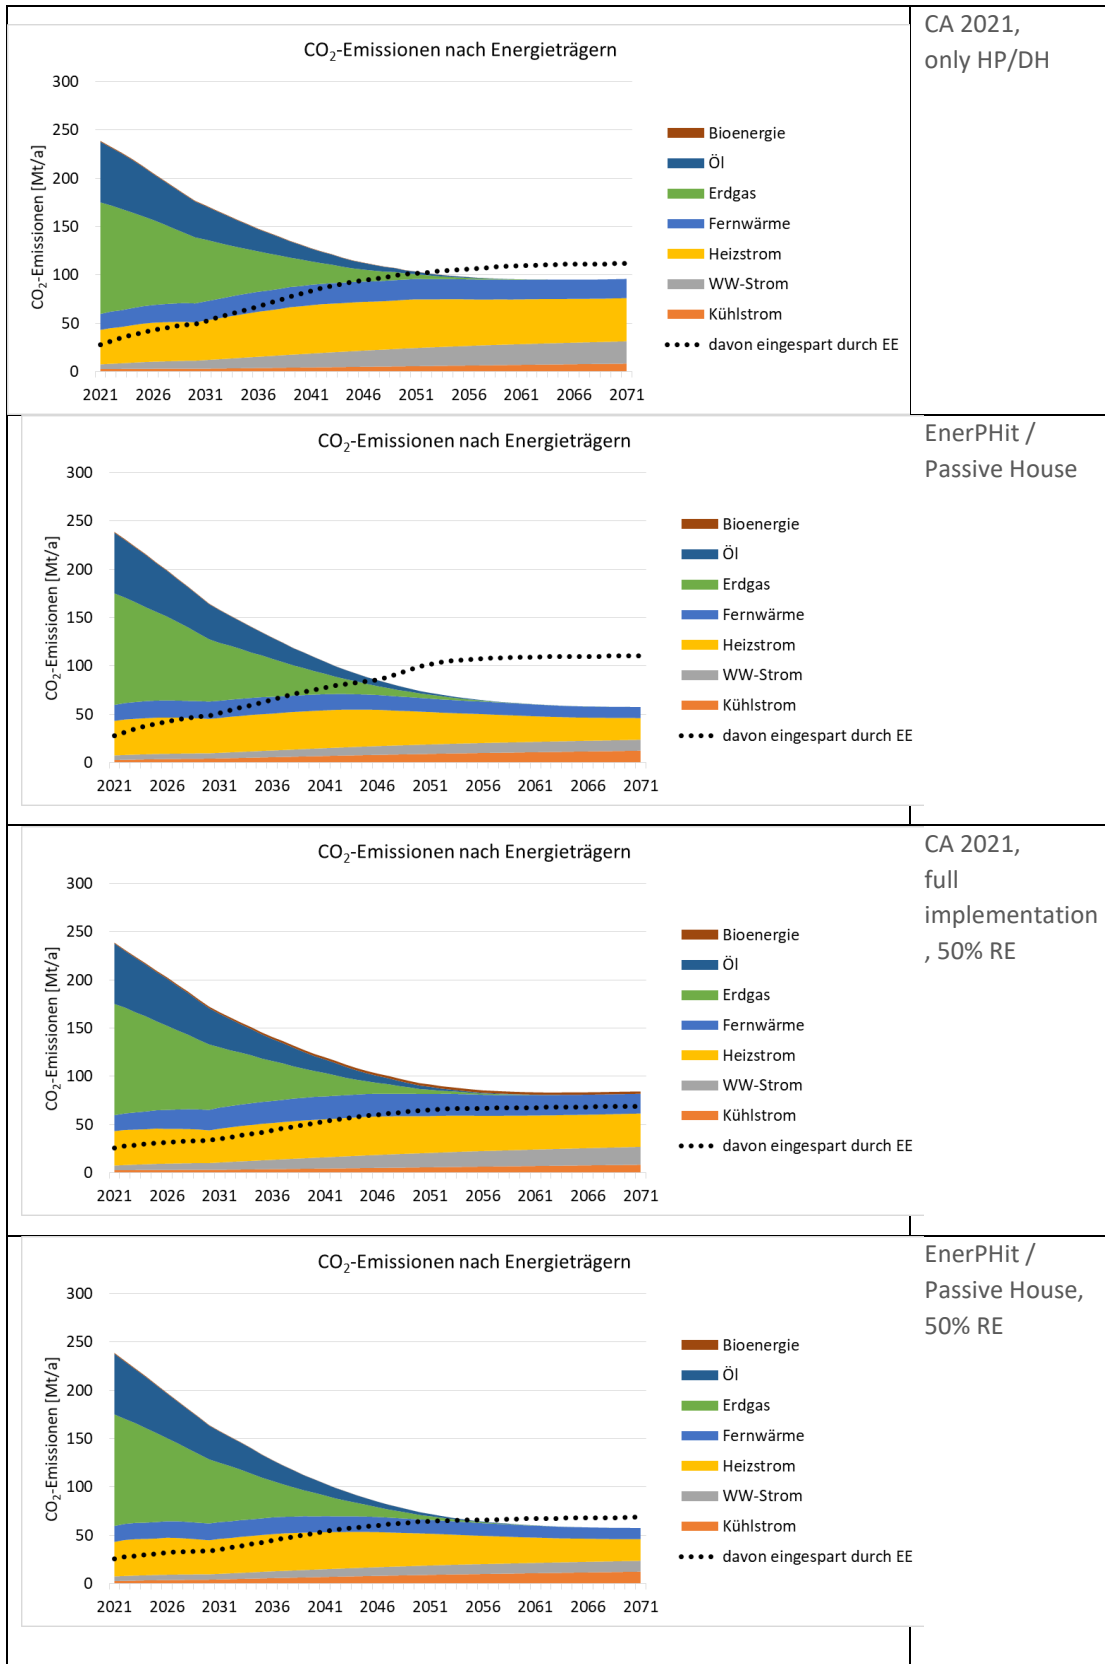 CO₂-Emissionen nach Energieträgern
CA 2021,
only HP/DH
CO₂-Emissionen [Mt/a]
300
250
200
150
100
50
0
2021 2026 2031 2036 2041 2046 2051 2056 2061 2066 2071
Bioenergie
Öl
Erdgas
Fernwärme
Heizstrom
WW-Strom
Kühlstrom
davon eingespart durch EE
CO₂-Emissionen nach Energieträgern
EnerPHit /
Passive House
CO₂-Emissionen [Mt/a]
300
250
200
150
100
50
0
2021 2026 2031 2036 2041 2046 2051 2056 2061 2066 2071
Bioenergie
Öl
Erdgas
Fernwärme
Heizstrom
WW-Strom
Kühlstrom
davon eingespart durch EE
CO₂-Emissionen nach Energieträgern
CA 2021,
full
implementation
, 50% RE
CO₂-Emissionen [Mt/a]
300
250
200
150
100
50
0
2021 2026 2031 2036 2041 2046 2051 2056 2061 2066 2071
Bioenergie
Öl
Erdgas
Fernwärme
Heizstrom
WW-Strom
Kühlstrom
davon eingespart durch EE
CO₂-Emissionen nach Energieträgern
EnerPHit /
Passive House,
50% RE
CO₂-Emissionen [Mt/a]
300
250
200
150
100
50
0
2021 2026 2031 2036 2041 2046 2051 2056 2061 2066 2071
Bioenergie
Öl
Erdgas
Fernwärme
Heizstrom
WW-Strom
Kühlstrom
davon eingespart durch EE